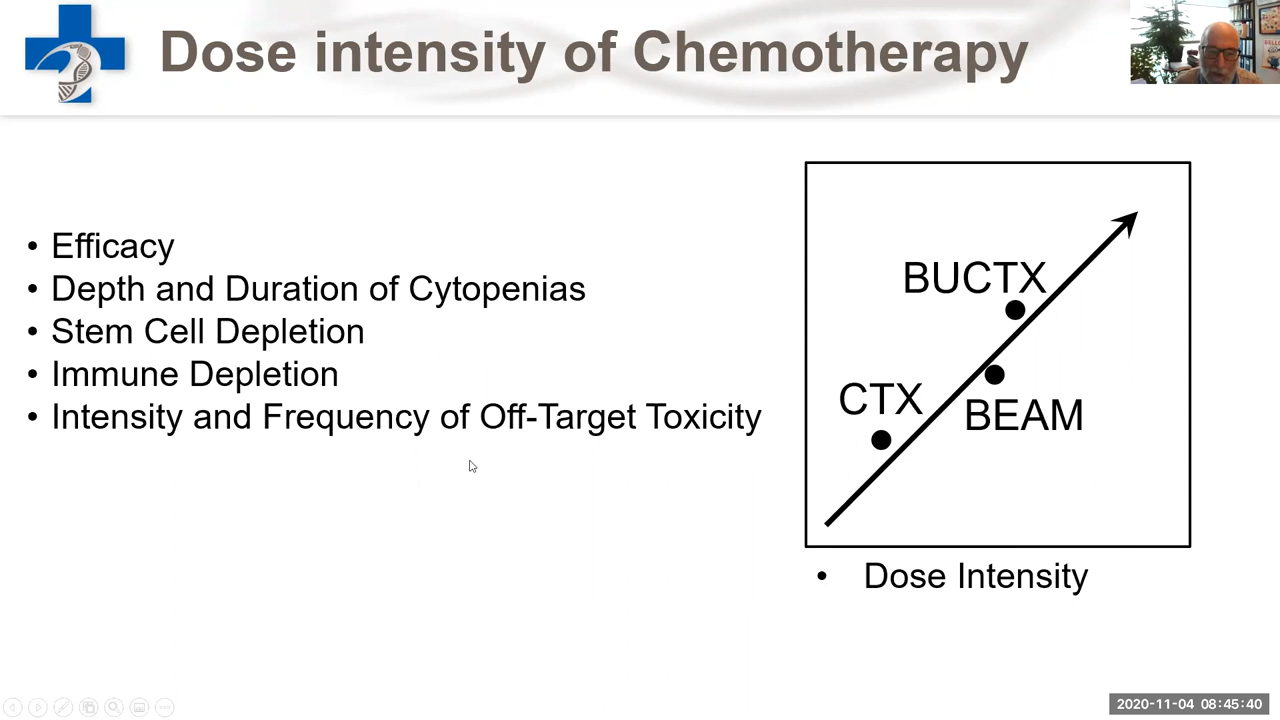 Dose intensity of Chemotherapy
• Efficacy
• Depth and Duration of Cytopenias
• Stem Cell Depletion
• Immune Depletion
• Intensity and Frequency of Off-Target Toxicity
BUCTX
CTX
BEAM
• Dose Intensity
2020-11-04 08:45:40